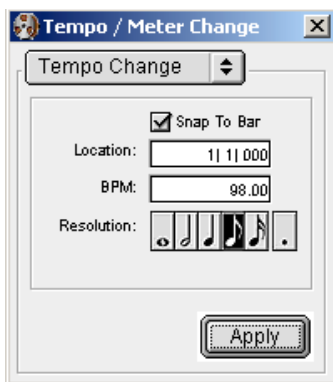 Tempo / Meter Change
Tempo Change
Snap To Bar
Location: 1| 1| 000
BPM: 98.00
Resolution:
Apply